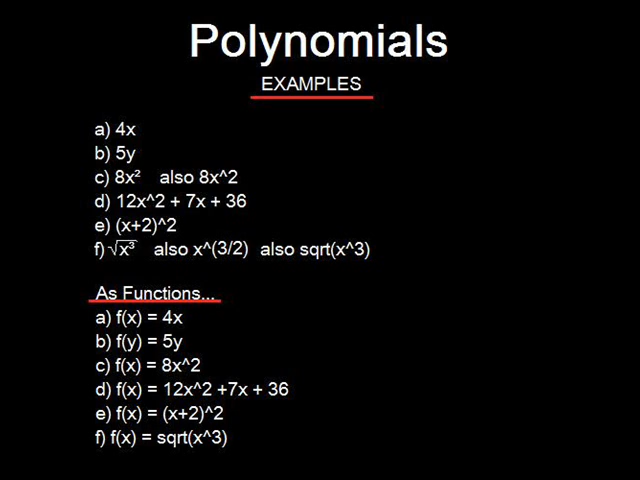 Polynomials
EXAMPLES
a) 4x
b) 5y
c) 8x² also 8x^2
d) 12x^2 + 7x + 36
e) (x+2)^2
f) √x³ also x^(3/2) also sqrt(x^3)
As Functions...
a) f(x) = 4x
b) f(y) = 5y
c) f(x) = 8x^2
d) f(x) = 12x^2 +7x + 36
e) f(x) = (x+2)^2
f) f(x) = sqrt(x^3)